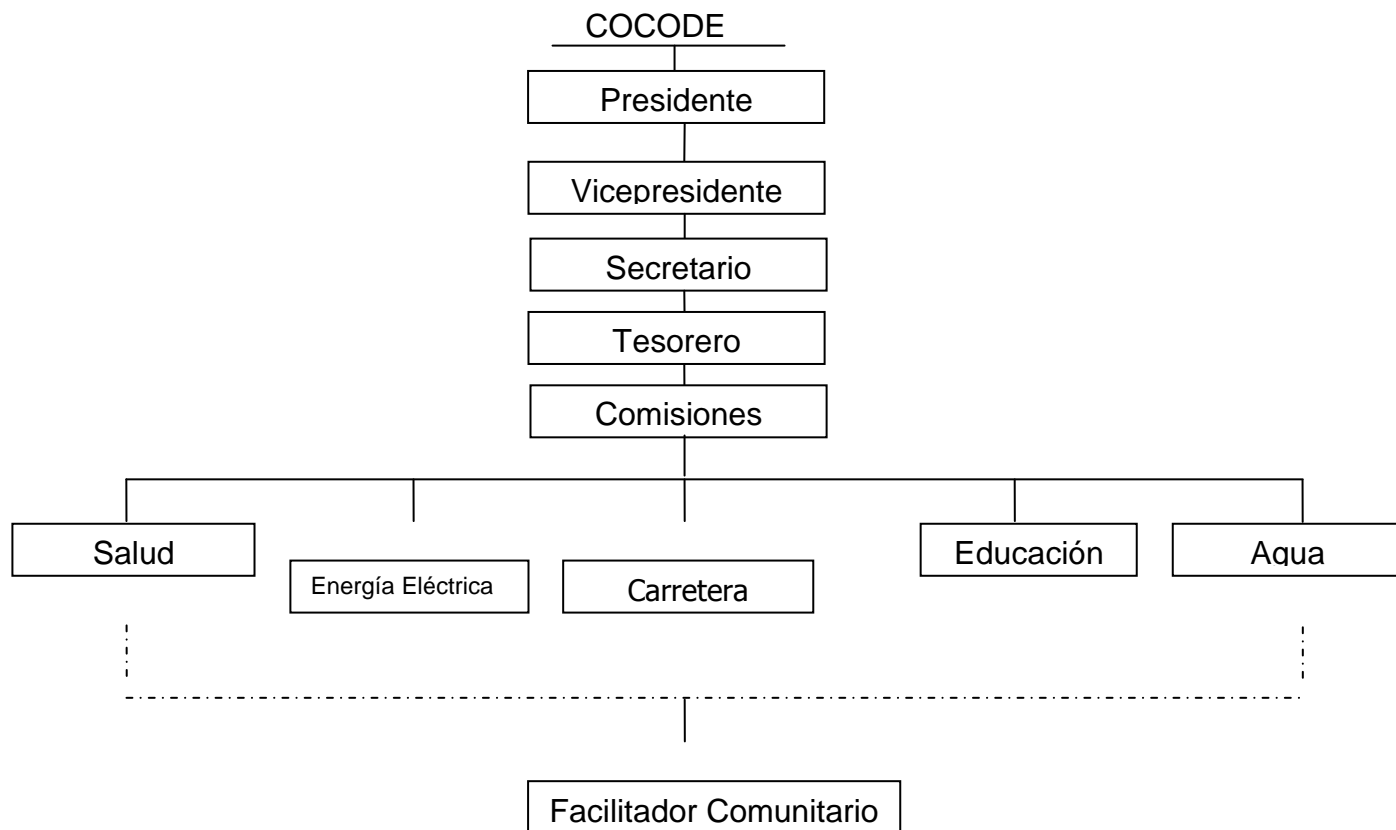 COCODE
Presidente
Vicepresidente
Secretario
Tesorero
Comisiones
Salud
Energía Eléctrica
Carretera
Educación
Agua
Facilitador Comunitario